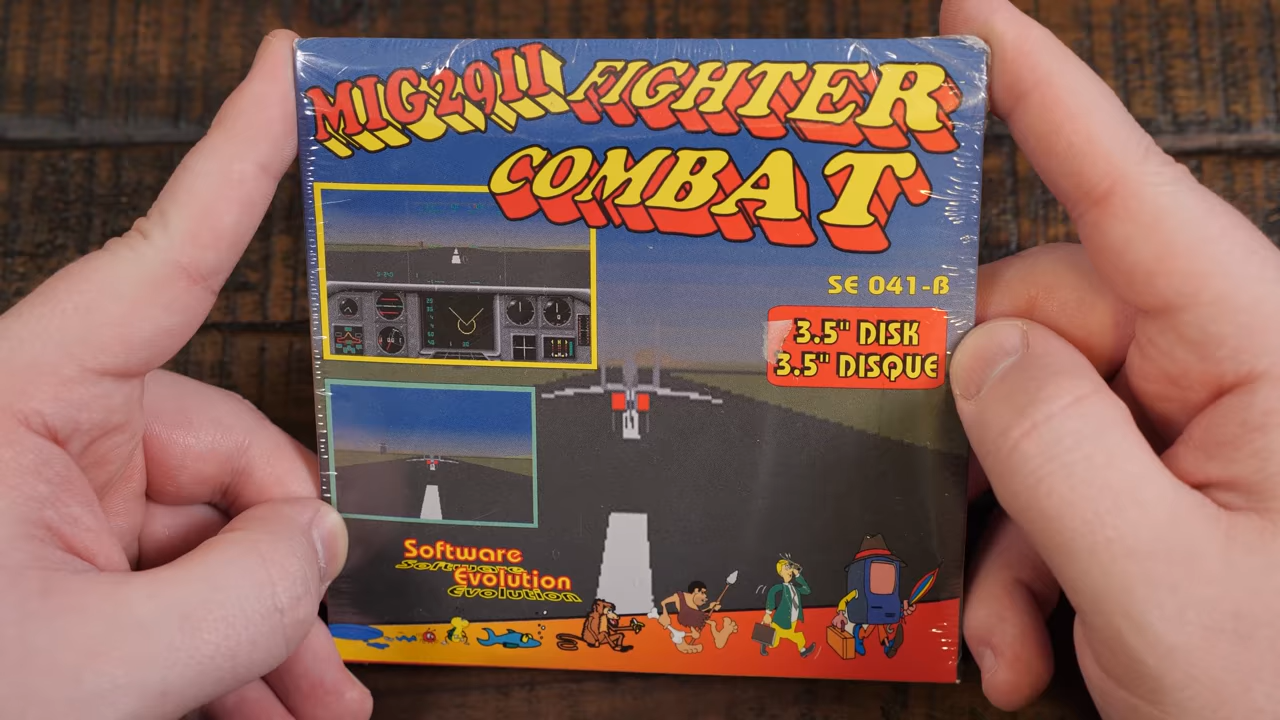 MIG29II FIGHTER
COMBAT
SE 041-B
3.5" DISK
3.5" DISQUE
Software
Software
Evolution
Evolution